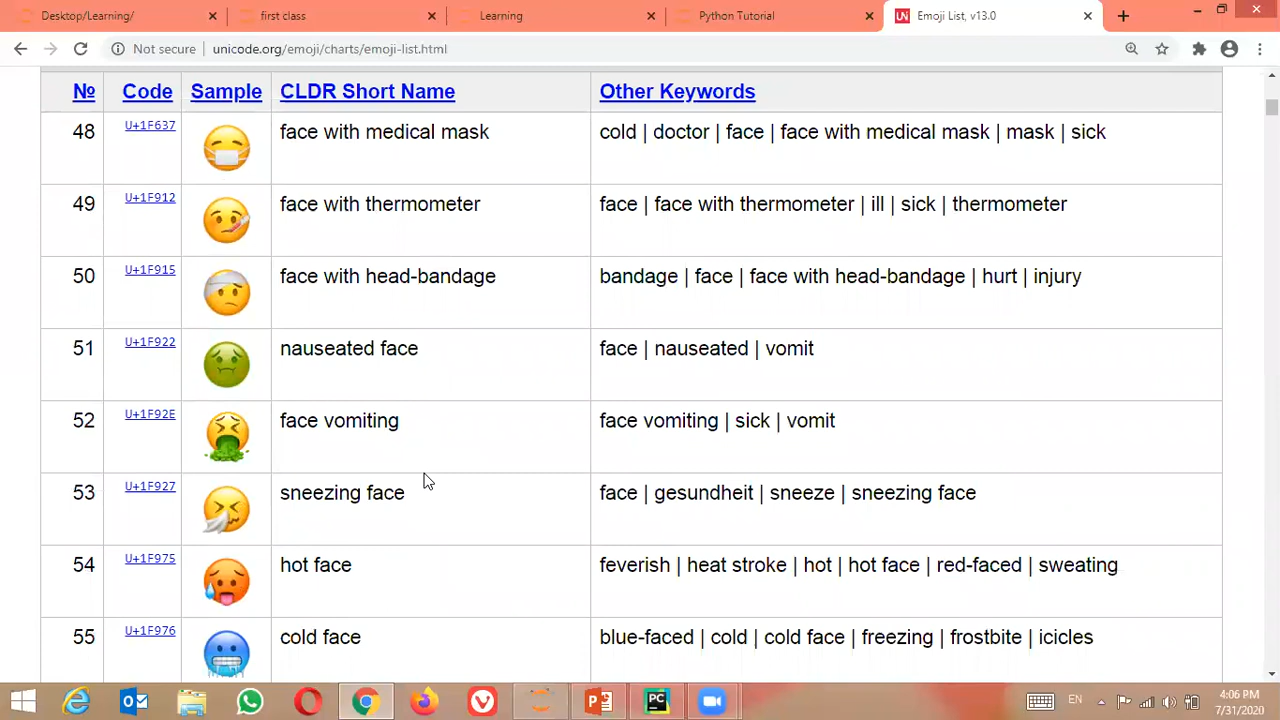 Desktop/Learning/
first class
Learning
Python Tutorial
UN Emoji List, v13.0
Not secure | unicode.org/emoji/charts/emoji-list.html
№ Code Sample CLDR Short Name Other Keywords
48 U+1F637 face with medical mask cold | doctor | face | face with medical mask | mask | sick
49 U+1F912 face with thermometer face | face with thermometer | ill | sick | thermometer
50 U+1F915 face with head-bandage bandage | face | face with head-bandage | hurt | injury
51 U+1F922 nauseated face face | nauseated | vomit
52 U+1F92E face vomiting face vomiting | sick | vomit
53 U+1F927 sneezing face face | gesundheit | sneeze | sneezing face
54 U+1F975 hot face feverish | heat stroke | hot | hot face | red-faced | sweating
55 U+1F976 cold face blue-faced | cold | cold face | freezing | frostbite | icicles
EN
4:06 PM
7/31/2020